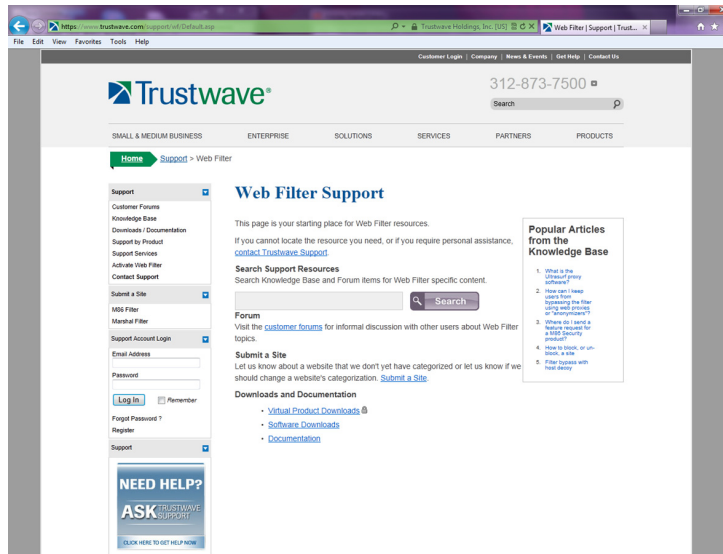 https://www.trustwave.com/support/wf/Default.asp
Trustwave Holdings, Inc. [US]
Web Filter | Support | Trust...
File Edit View Favorites Tools Help
Customer Login | Company | News & Events | Get Help | Contact Us
Trustwave®
312-873-7500
Search
SMALL & MEDIUM BUSINESS ENTERPRISE SOLUTIONS SERVICES PARTNERS PRODUCTS
Home Support > Web Filter
Support
Customer Forums
Knowledge Base
Downloads / Documentation
Support by Product
Support Services
Activate Web Filter
Contact Support
Submit a Site
M86 Filter
Marshal Filter
Support Account Login
Email Address
Password
Log In Remember
Forgot Password ?
Register
Support
NEED HELP?
ASK TRUSTWAVE SUPPORT
CLICK HERE TO GET HELP NOW
Web Filter Support
This page is your starting place for Web Filter resources.
If you cannot locate the resource you need, or if you require personal assistance,
contact Trustwave Support.
Search Support Resources
Search Knowledge Base and Forum items for Web Filter specific content.
Search
Forum
Visit the customer forums for informal discussion with other users about Web Filter
topics.
Submit a Site
Let us know about a website that we don't yet have categorized or let us know if we
should change a website's categorization. Submit a Site.
Downloads and Documentation
• Virtual Product Downloads
• Software Downloads
• Documentation
Popular Articles
from the
Knowledge Base
1. What is the
Ultrasurf proxy
software?
2. How can I keep
users from
bypassing the filter
using web proxies
or "anonymizers"?
3. Where do I send a
feature request for
a M86 Security
product?
4. How to block, or un-
block, a site
5. Filter bypass with
host decoy